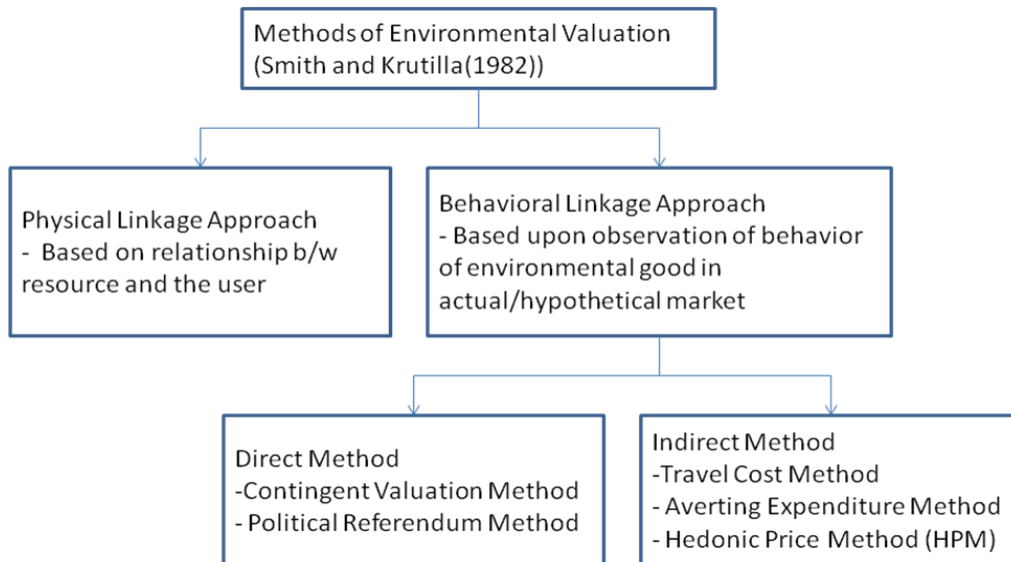 Methods of Environmental Valuation
(Smith and Krutilla(1982))
Physical Linkage Approach
- Based on relationship b/w
resource and the user
Behavioral Linkage Approach
- Based upon observation of behavior
of environmental good in
actual/hypothetical market
Direct Method
-Contingent Valuation Method
- Political Referendum Method
Indirect Method
-Travel Cost Method
- Averting Expenditure Method
- Hedonic Price Method (HPM)